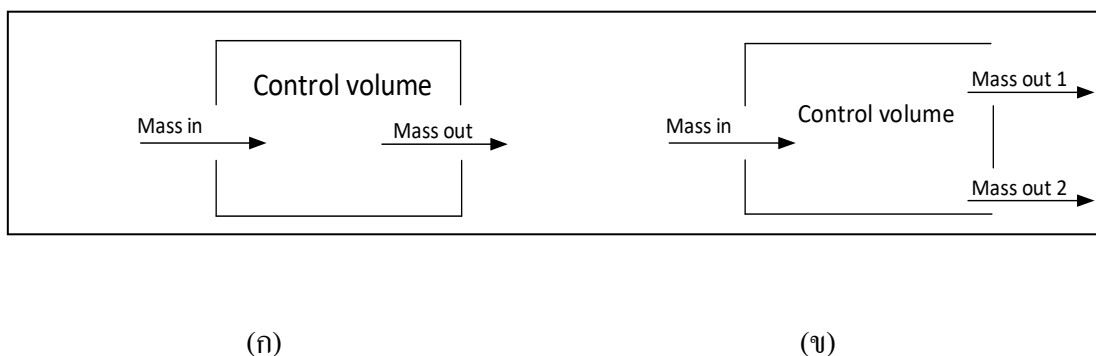 Control volume
Mass in
Mass out
Mass out 1
Mass in
Control volume
Mass out 2
(ก)
(ข)